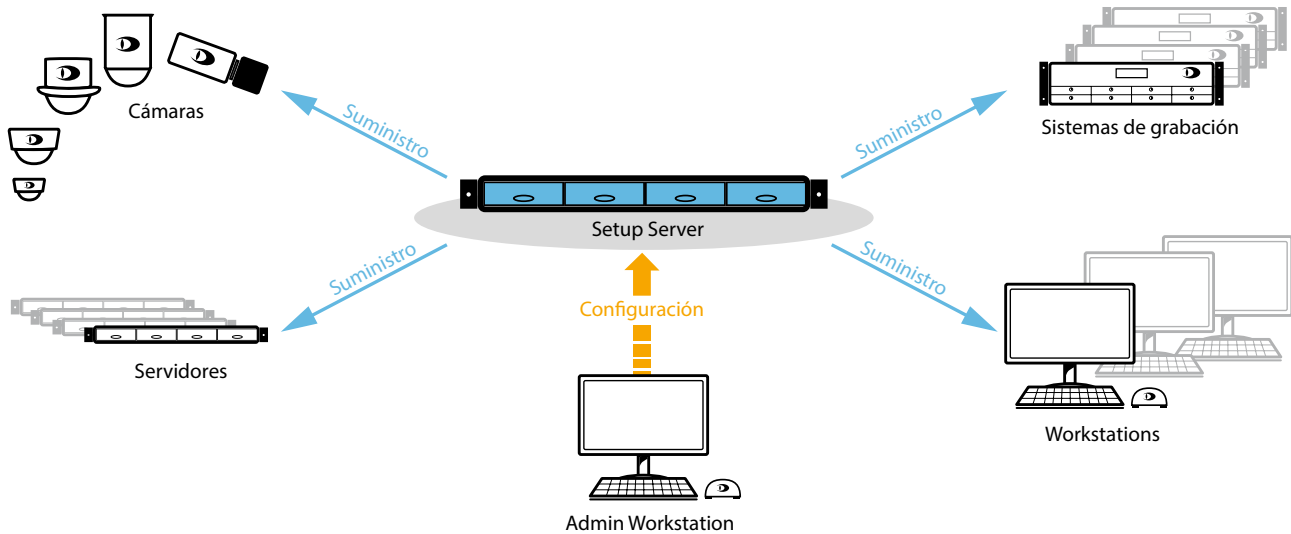 Cámaras
Suministro
Suministro
Sistemas de grabación
Setup Server
Suministro
Suministro
Configuración
Servidores
Workstations
Admin Workstation